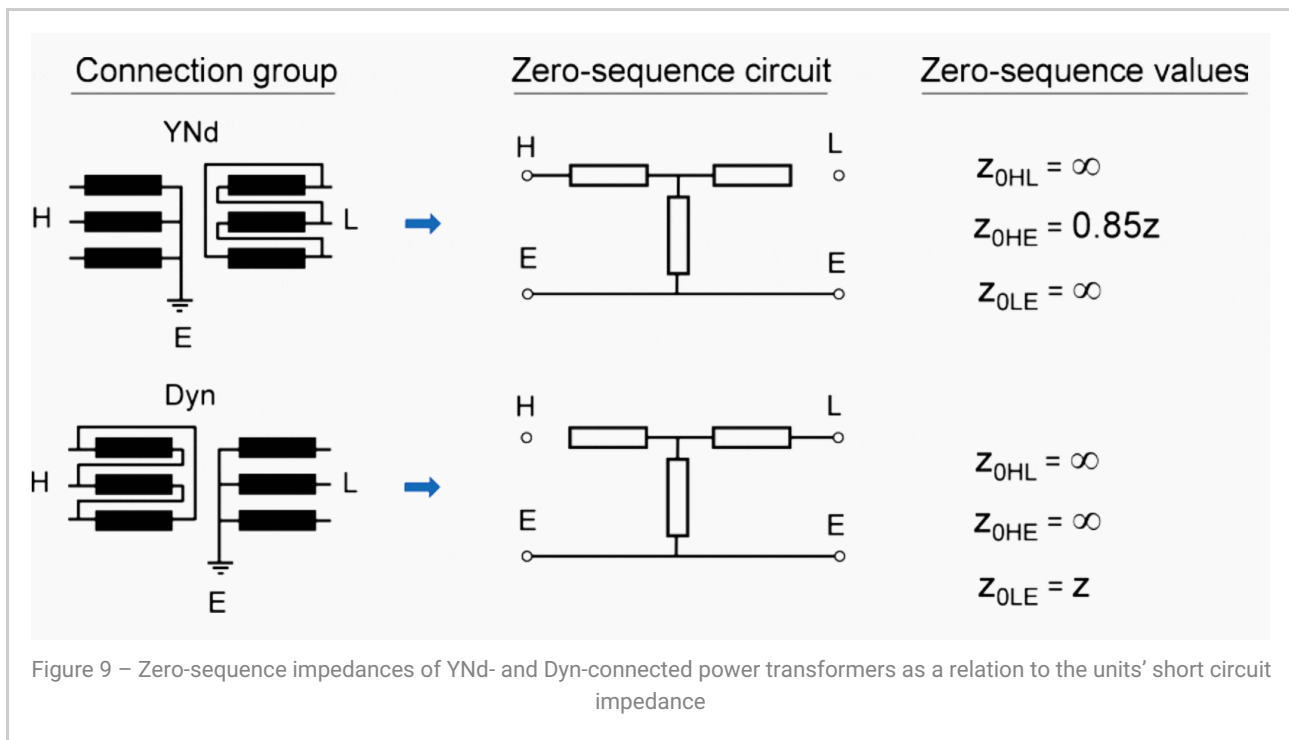 Connection group
Zero-sequence circuit
Zero-sequence values
YNd
H
L
E
H
L
E
E
Z0HL = ∞
Z0HE = 0.85z
Z0LE = ∞
Dyn
H
L
E
H
L
E
E
Z0HL = ∞
Z0HE = ∞
Z0LE = z
Figure 9 – Zero-sequence impedances of YNd- and Dyn-connected power transformers as a relation to the units’ short circuit
impedance